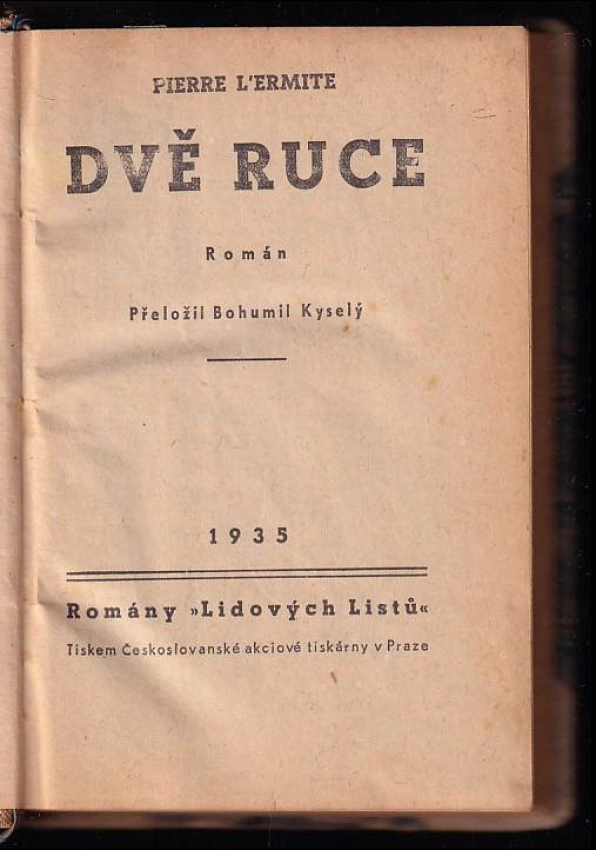 PIERRE L'ERMITE
DVĚ RUCE
Román
Přeložil Bohumil Kyselý
1935
Romány »Lidových Listů«
Tiskem Československé akciové tiskárny v Praze